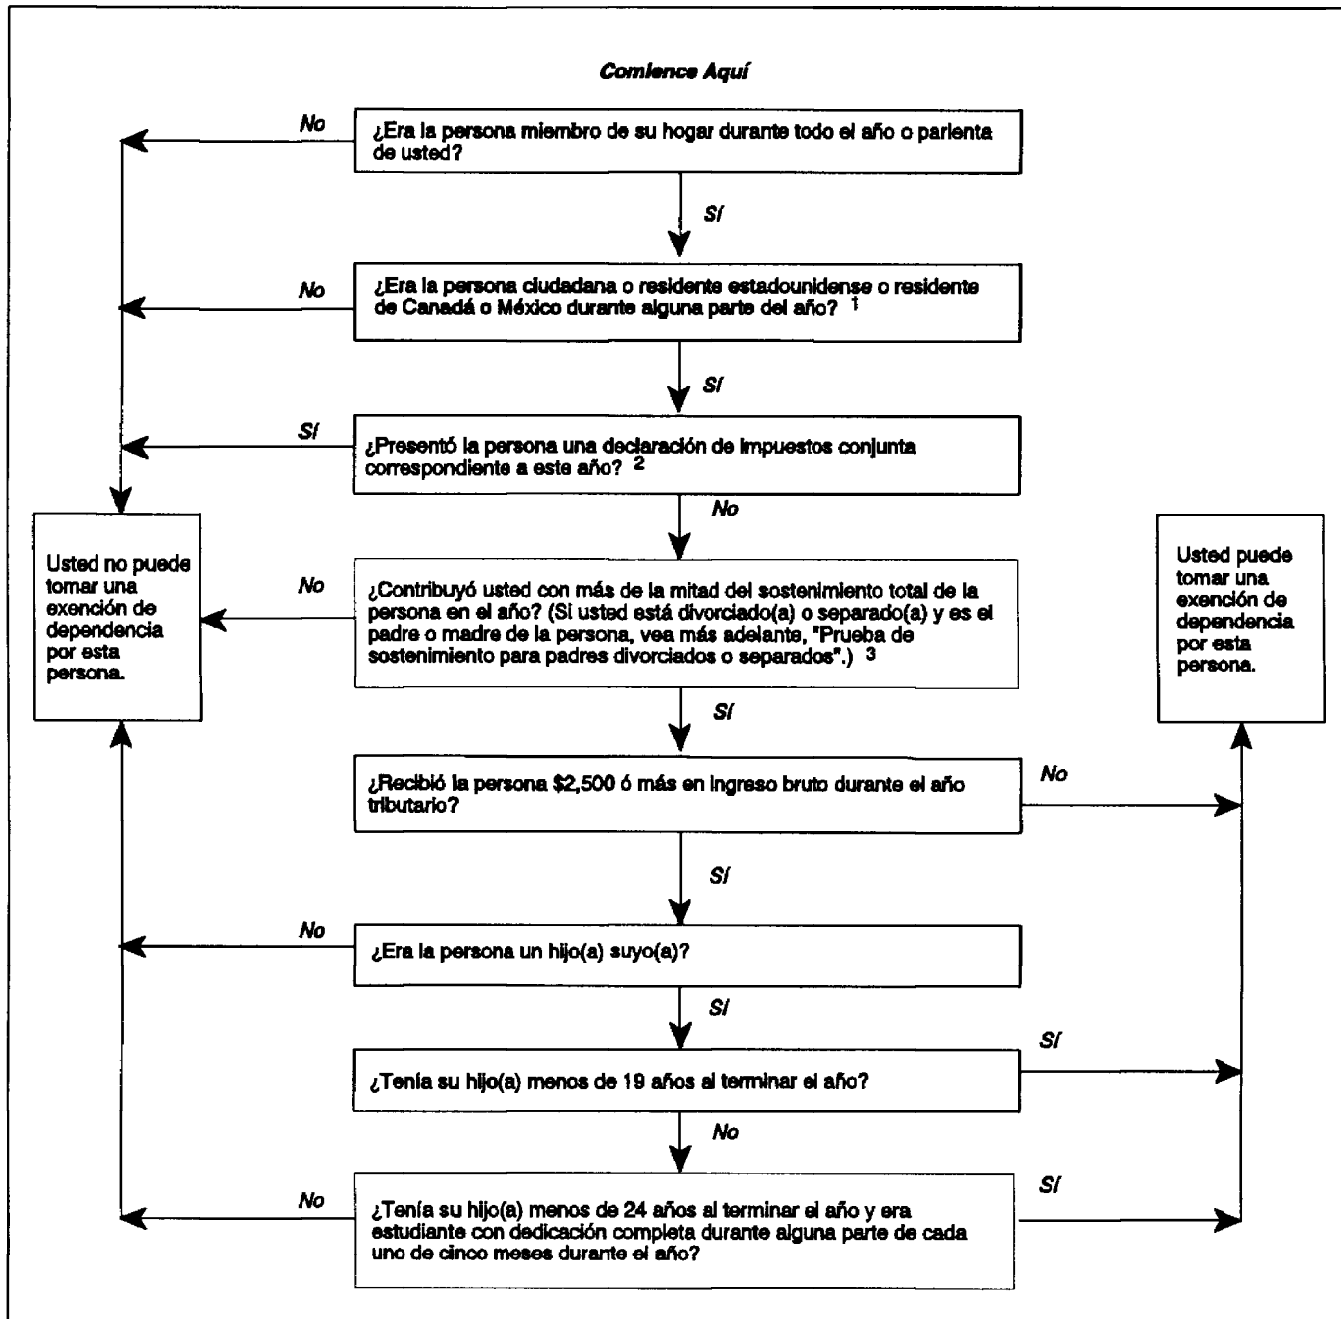 Comience Aquí
No
¿Era la persona miembro de su hogar durante todo el año o parienta
de usted?
Sí
No
¿Era la persona ciudadana o residente estadounidense o residente
de Canadá o México durante alguna parte del año? 1
Sí
Sí
¿Presentó la persona una declaración de impuestos conjunta
correspondiente a este año? 2
No
Usted no puede
tomar una
exención de
dependencia
por esta
persona.
No
¿Contribuyó usted con más de la mitad del sostenimiento total de la
persona en el año? (Si usted está divorciado(a) o separado(a) y es el
padre o madre de la persona, vea más adelante, "Prueba de
sostenimiento para padres divorciados o separados".) 3
Usted puede
tomar una
exención de
dependencia
por esta
persona.
Sí
¿Recibió la persona $2,500 ó más en ingreso bruto durante el año
tributario?
No
Sí
No
¿Era la persona un hijo(a) suyo(a)?
Sí
¿Tenía su hijo(a) menos de 19 años al terminar el año?
Sí
No
No
¿Tenía su hijo(a) menos de 24 años al terminar el año y era
estudiante con dedicación completa durante alguna parte de cada
uno de cinco meses durante el año?
Sí